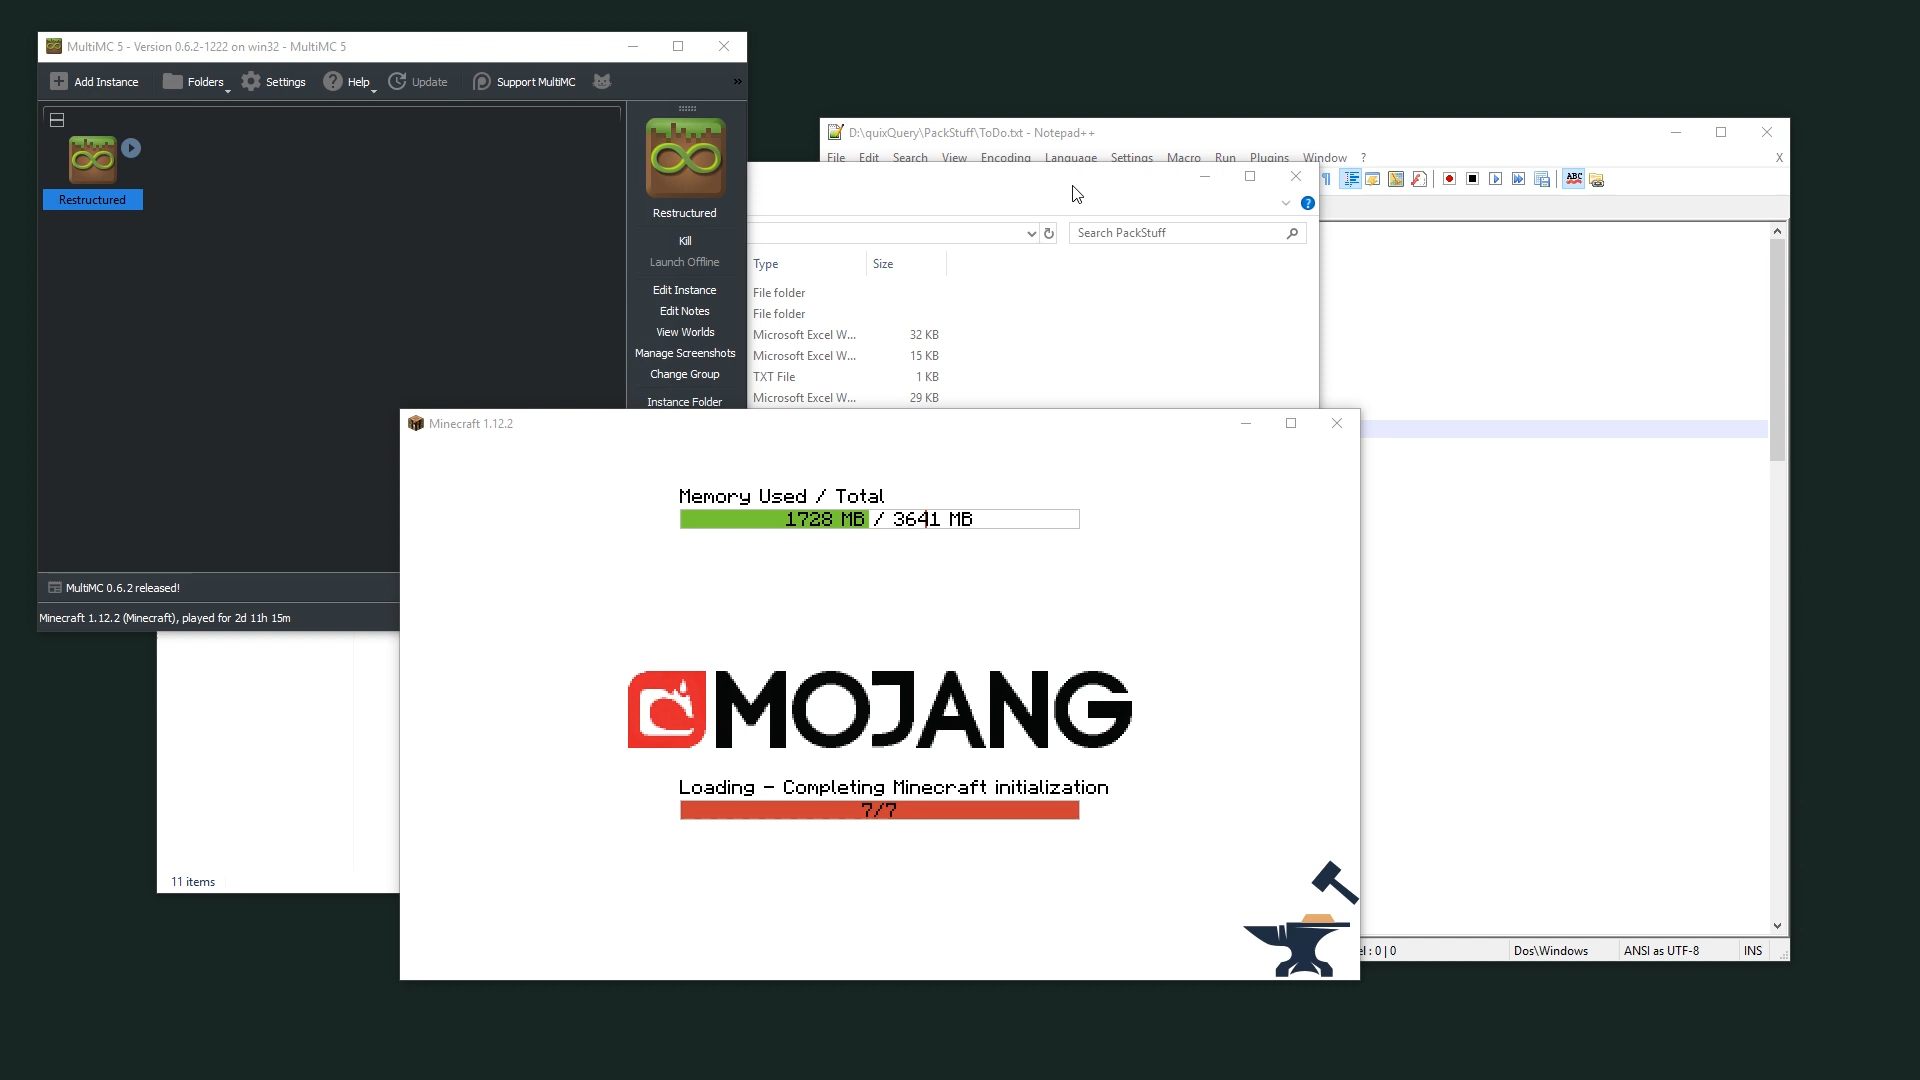 MultiMC 5 - Version 0.6.2-1222 on win32 - MultiMC 5
Add Instance Folders Settings Help Update Support MultiMC »
Restructured
Restructured
Kill
Launch Offline
Edit Instance
Edit Notes
View Worlds
Manage Screenshots
Change Group
Instance Folder
MultiMC 0.6.2 released!
Minecraft 1.12.2 (Minecraft), played for 2d 11h 15m
D:\quixQuery\PackStuff\ToDo.txt - Notepad++
File Edit Search View Encoding Language Settings Macro Run Plugins Window ? X
ABC
?
Search PackStuff
Type Size
File folder
File folder
Microsoft Excel W... 32 KB
Microsoft Excel W... 15 KB
TXT File 1 KB
Microsoft Excel W... 29 KB
Minecraft 1.12.2
Memory Used / Total
1728 MB / 3641 MB
MOJANG
Loading - Completing Minecraft initialization
7/7
11 items
el : 0 | 0 Dos\Windows ANSI as UTF-8 INS